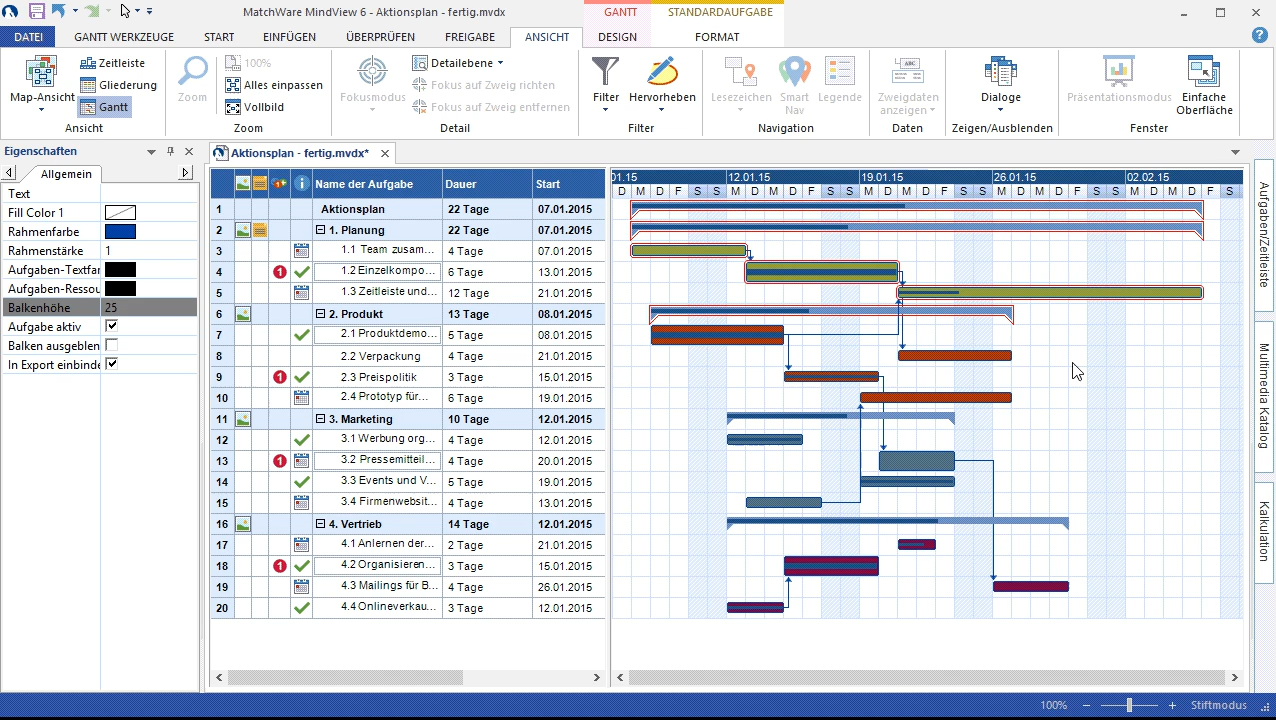 MatchWare MindView 6 - Aktionsplan - fertig.mvdx
GANTT
STANDARDAUFGABE
DATEI
GANTT WERKZEUGE
START
EINFÜGEN
ÜBERPRÜFEN
FREIGABE
ANSICHT
DESIGN
FORMAT
Map-Ansicht
Zeitleiste
Gliederung
Gantt
Ansicht
Zoom
100%
Alles einpassen
Vollbild
Zoom
Fokusmodus
Detailebene
Fokus auf Zweig richten
Fokus auf Zweig entfernen
Detail
Filter
Hervorheben
Filter
Lesezeichen
Smart Nav
Legende
Navigation
ABC
Zweigdaten anzeigen
Daten
Dialoge
Zeigen/Ausblenden
Präsentationsmodus
Einfache Oberfläche
Fenster
Eigenschaften
Allgemein
Text
Fill Color 1
Rahmenfarbe
Rahmenstärke 1
Aufgaben-Textfar
Aufgaben-Ressou
Balkenhöhe 25
Aufgabe aktiv
Balken ausgeblen
In Export einbinde
Aktionsplan - fertig.mvdx*
Name der Aufgabe Dauer Start
1 Aktionsplan 22 Tage 07.01.2015
2 1. Planung 22 Tage 07.01.2015
3 1.1 Team zusam... 4 Tage 07.01.2015
4 1 1.2 Einzelkompo... 6 Tage 13.01.2015
5 1.3 Zeitleiste und... 12 Tage 21.01.2015
6 2. Produkt 13 Tage 08.01.2015
7 2.1 Produktdemo... 5 Tage 08.01.2015
8 2.2 Verpackung 4 Tage 21.01.2015
9 1 2.3 Preispolitik 3 Tage 15.01.2015
10 2.4 Prototyp für... 6 Tage 19.01.2015
11 3. Marketing 10 Tage 12.01.2015
12 3.1 Werbung org... 4 Tage 12.01.2015
13 1 3.2 Pressemitteil... 4 Tage 20.01.2015
14 3.3 Events und V... 5 Tage 19.01.2015
15 3.4 Firmenwebsit... 4 Tage 13.01.2015
16 4. Vertrieb 14 Tage 12.01.2015
17 4.1 Anlernen der... 2 Tage 21.01.2015
18 1 4.2 Organisieren... 3 Tage 15.01.2015
19 4.3 Mailings für B... 4 Tage 26.01.2015
20 4.4 Onlineverkau... 3 Tage 12.01.2015
01.15 12.01.15 19.01.15 26.01.15 02.02.15
D M D F S S M D M D F S S M D M D F S S M D M D F S S M D M D F S
Aufgaben/Zeitleiste
Multimedia Katalog
Kalkulation
100%
Stiftmodus